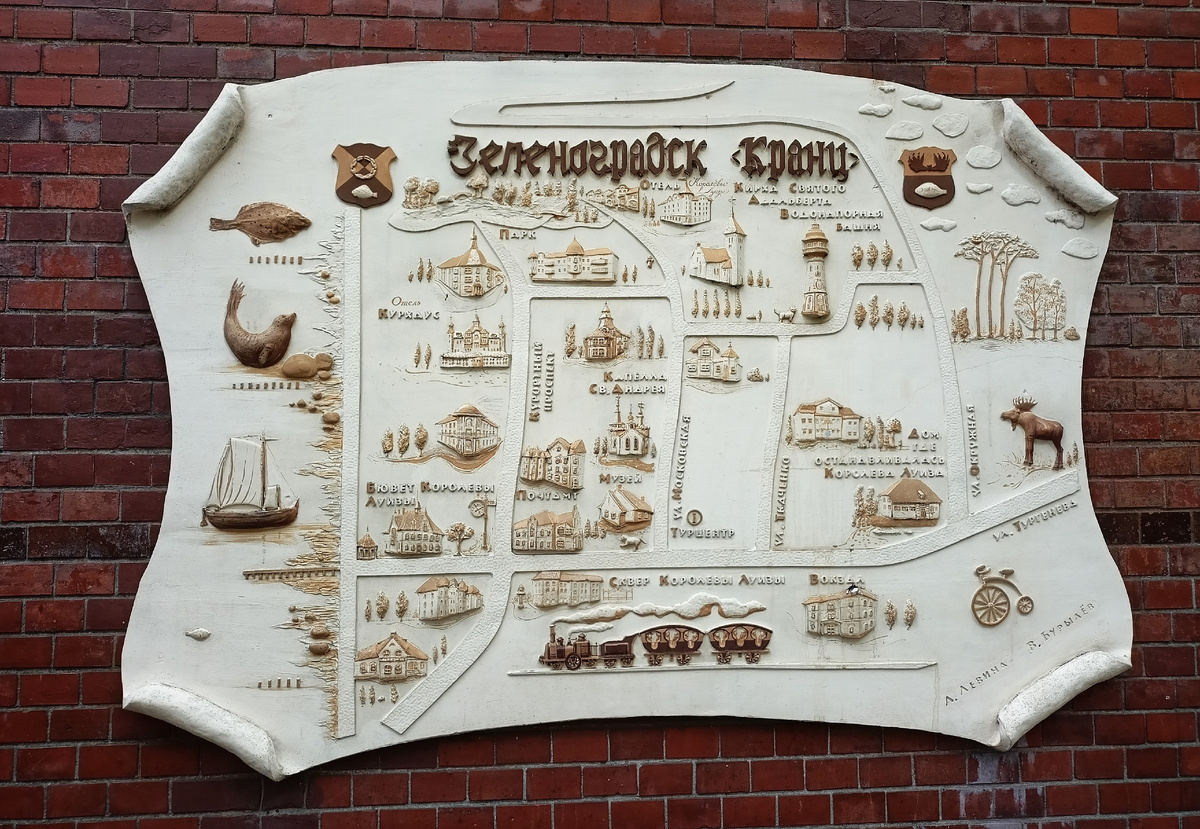 Зеленоградск Кранц
Отель
Кирха Святого
Адальберта
Водонапорная
Башня
Парк
Отель
Курхаус
Курортный
проспект
Капелла
Св. Андрея
ул. Московская
Дом
где
останавливалась
Королева Луиза
ул. Окружная
Бювет Королевы
Луизы
Почтамт
Музей
i
Турцентр
ул. Ткаченко
ул. Тургенева
Сквер Королевы Луизы
Вокзал
Л. Левина В. Бурылёв